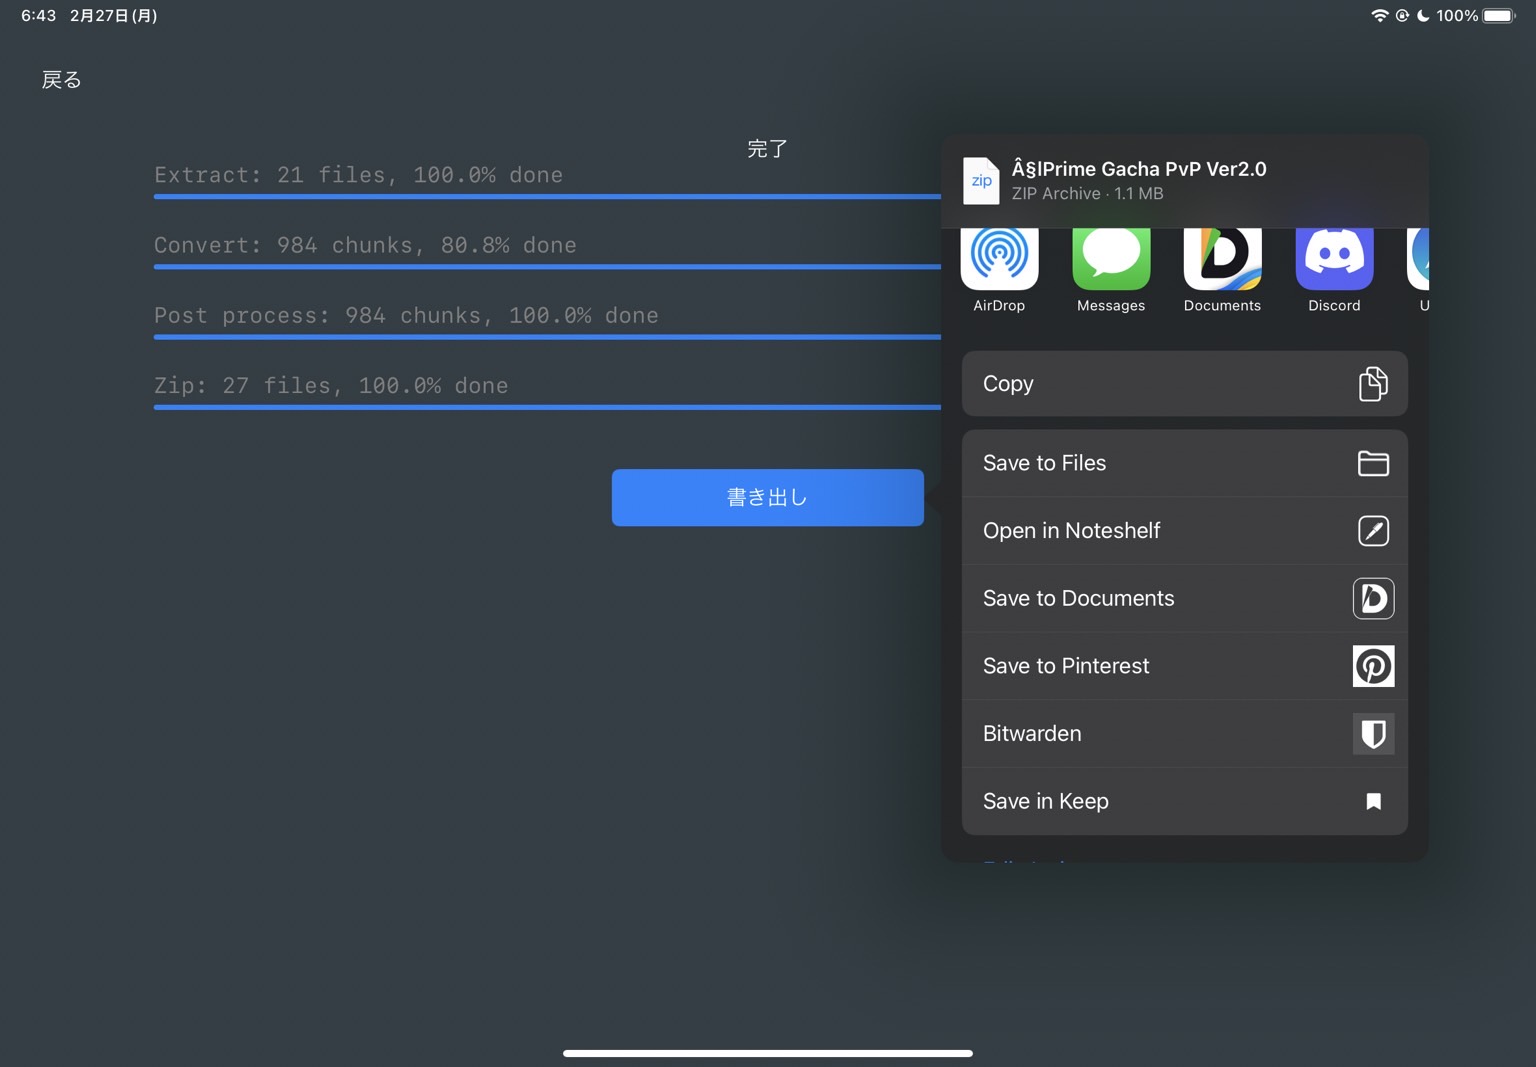 6:43 2月27日(月)
100%
戻る
完了
Extract: 21 files, 100.0% done
Convert: 984 chunks, 80.8% done
Post process: 984 chunks, 100.0% done
Zip: 27 files, 100.0% done
書き出し
zip
Â§lPrime Gacha PvP Ver2.0
ZIP Archive · 1.1 MB
AirDrop
Messages
Documents
Discord
U
Copy
Save to Files
Open in Noteshelf
Save to Documents
Save to Pinterest
Bitwarden
Save in Keep